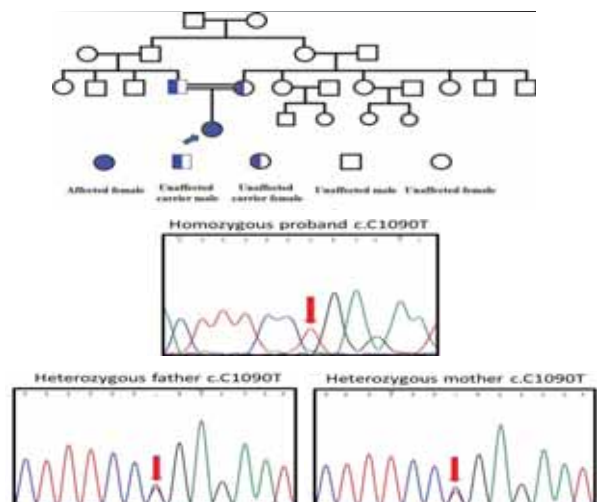 Affected female Unaffected carrier male Unaffected carrier female Unaffected male Unaffected female
Homozygous proband c.C1090T
Heterozygous father c.C1090T Heterozygous mother c.C1090T